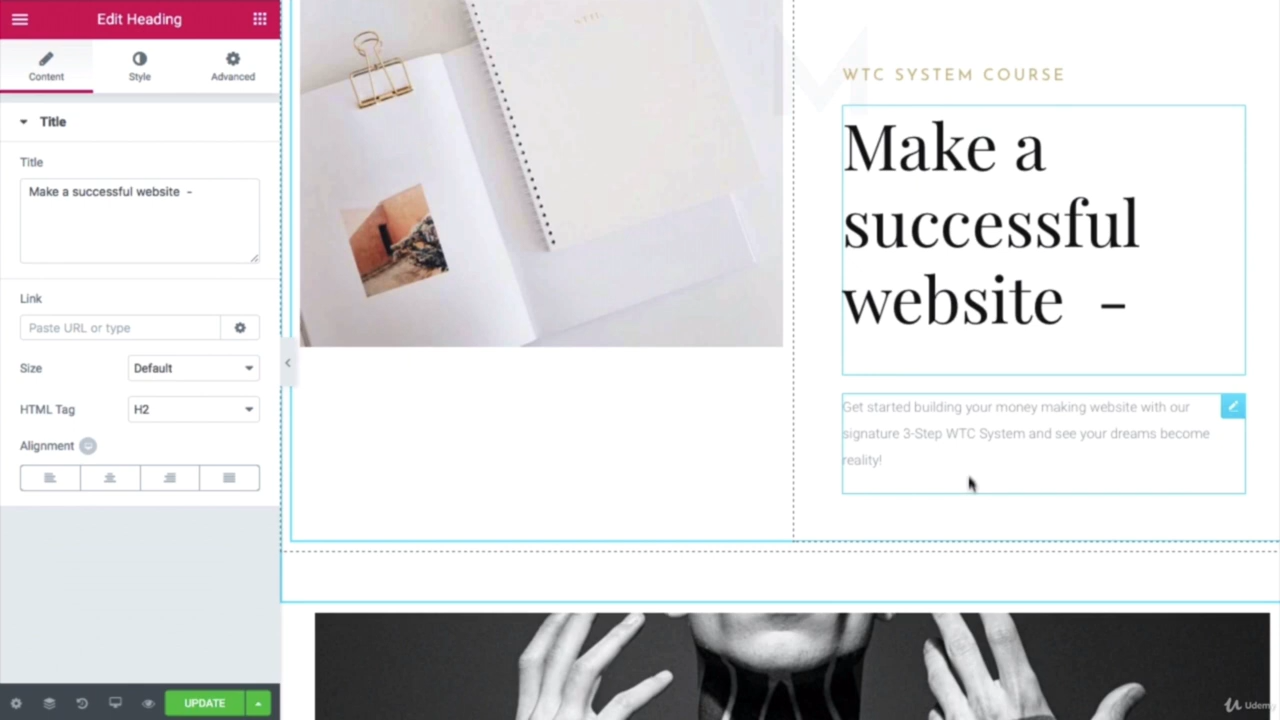 Edit Heading
Content
Style
Advanced
Title
Title
Make a successful website  -
Link
Paste URL or type
Size
Default
HTML Tag
H2
Alignment
UPDATE
WTC SYSTEM COURSE
Make a
successful
website  -
Get started building your money making website with our
signature 3-Step WTC System and see your dreams become
reality!
Udemy